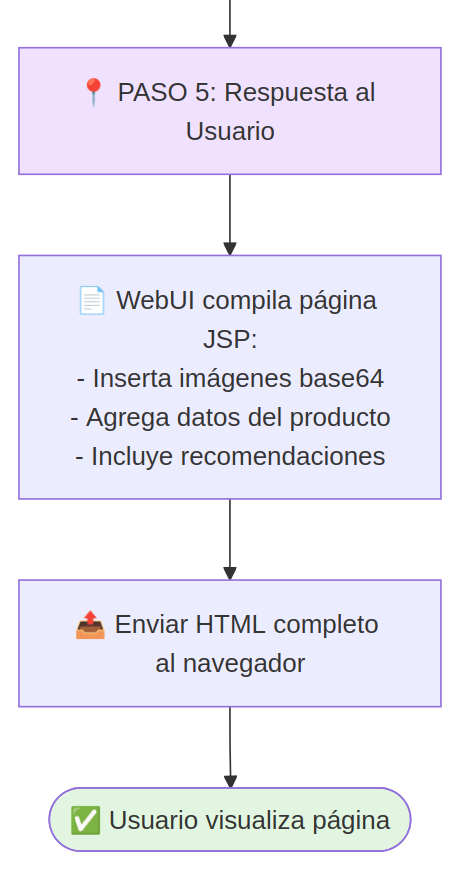 📍 PASO 5: Respuesta al
Usuario
📄 WebUI compila página
JSP:
- Inserta imágenes base64
- Agrega datos del producto
- Incluye recomendaciones
📤 Enviar HTML completo
al navegador
✅ Usuario visualiza página